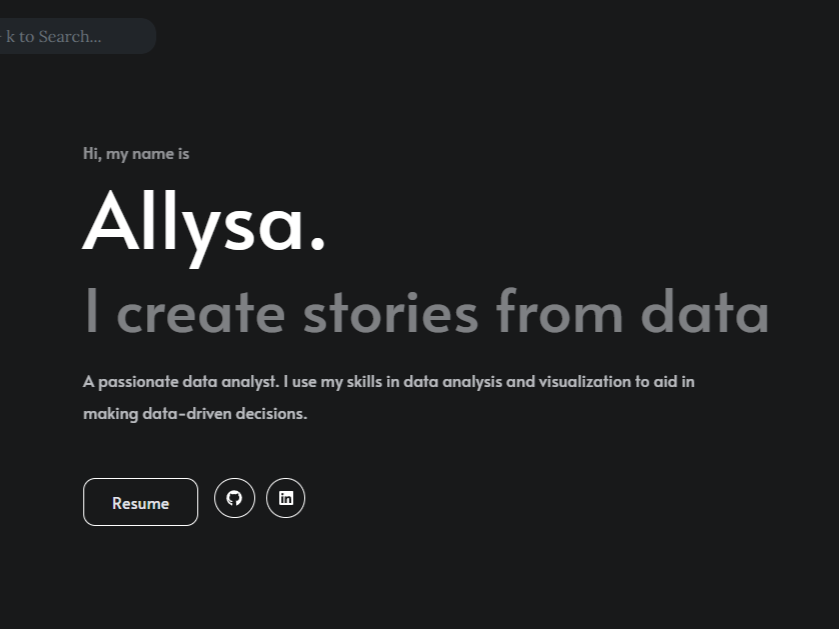 k to Search...
Hi, my name is
Allysa.
I create stories from data
A passionate data analyst. I use my skills in data analysis and visualization to aid in
making data-driven decisions.
Resume
in